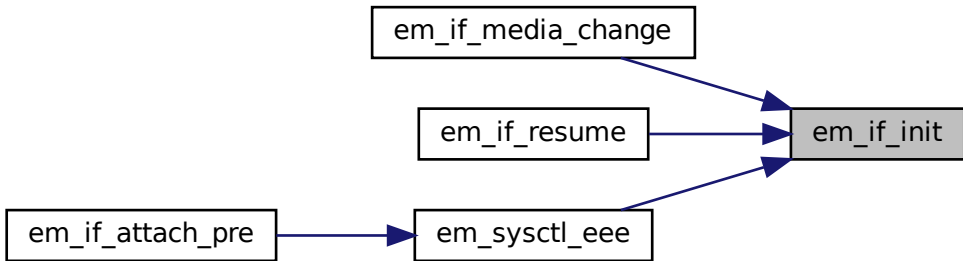 em_if_media_change
em_if_resume
em_if_init
em_if_attach_pre
em_sysctl_eee